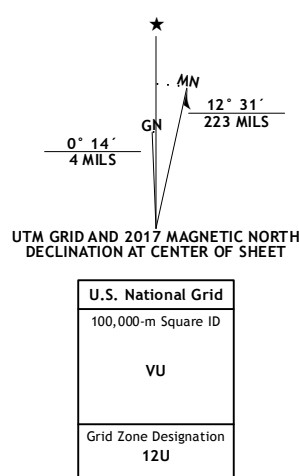 ★
MN
GN
12° 31´
223 MILS
0° 14´
4 MILS
UTM GRID AND 2017 MAGNETIC NORTH
DECLINATION AT CENTER OF SHEET
U.S. National Grid
100,000-m Square ID
VU
Grid Zone Designation
12U